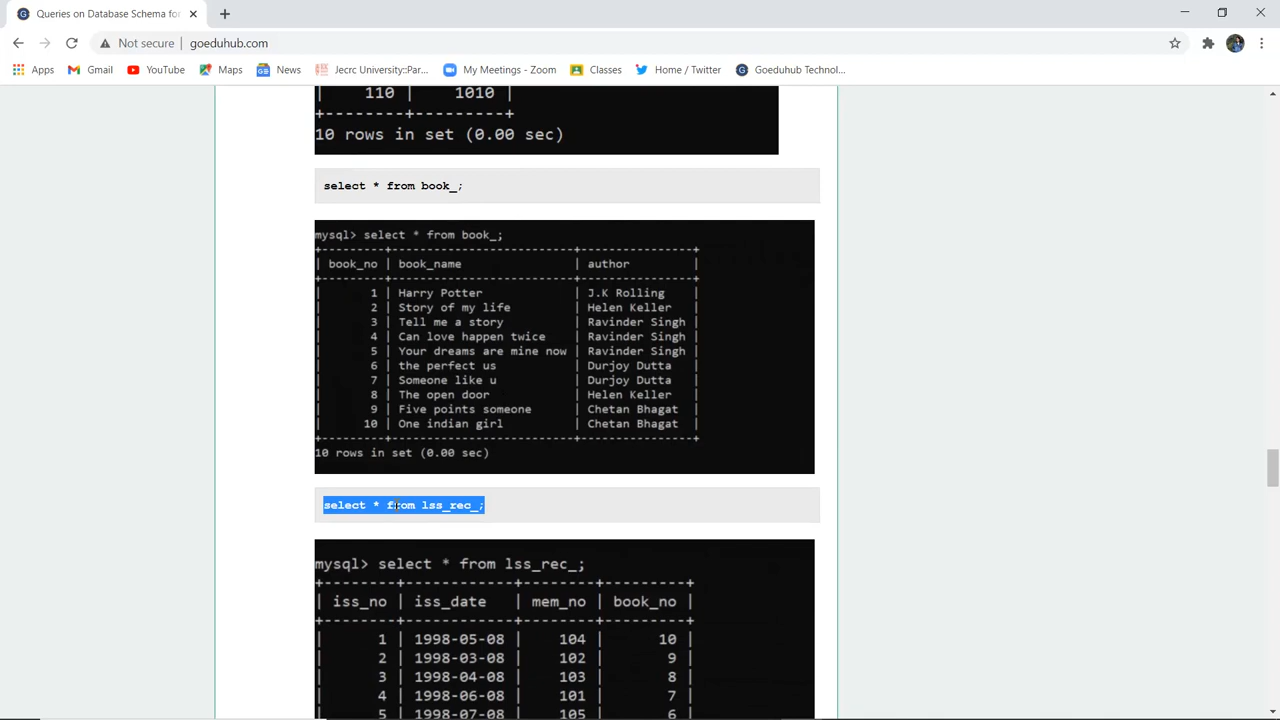 Queries on Database Schema for
Not secure | goeduhub.com
Apps Gmail YouTube Maps News Jecrc University::Par... My Meetings - Zoom Classes Home / Twitter Goeduhub Technol...
| 110 | 1010 |
+--------+---------+
10 rows in set (0.00 sec)
select * from book_;
mysql> select * from book_;
| book_no | book_name | author |
| 1 | Harry Potter | J.K Rolling |
| 2 | Story of my life | Helen Keller |
| 3 | Tell me a story | Ravinder Singh |
| 4 | Can love happen twice | Ravinder Singh |
| 5 | Your dreams are mine now | Ravinder Singh |
| 6 | the perfect us | Durjoy Dutta |
| 7 | Someone like u | Durjoy Dutta |
| 8 | The open door | Helen Keller |
| 9 | Five points someone | Chetan Bhagat |
| 10 | One indian girl | Chetan Bhagat |
10 rows in set (0.00 sec)
select * from lss_rec_;
mysql> select * from lss_rec_;
| iss_no | iss_date | mem_no | book_no |
| 1 | 1998-05-08 | 104 | 10 |
| 2 | 1998-03-08 | 102 | 9 |
| 3 | 1998-04-08 | 103 | 8 |
| 4 | 1998-06-08 | 101 | 7 |
| 5 | 1998-07-08 | 105 | 6 |